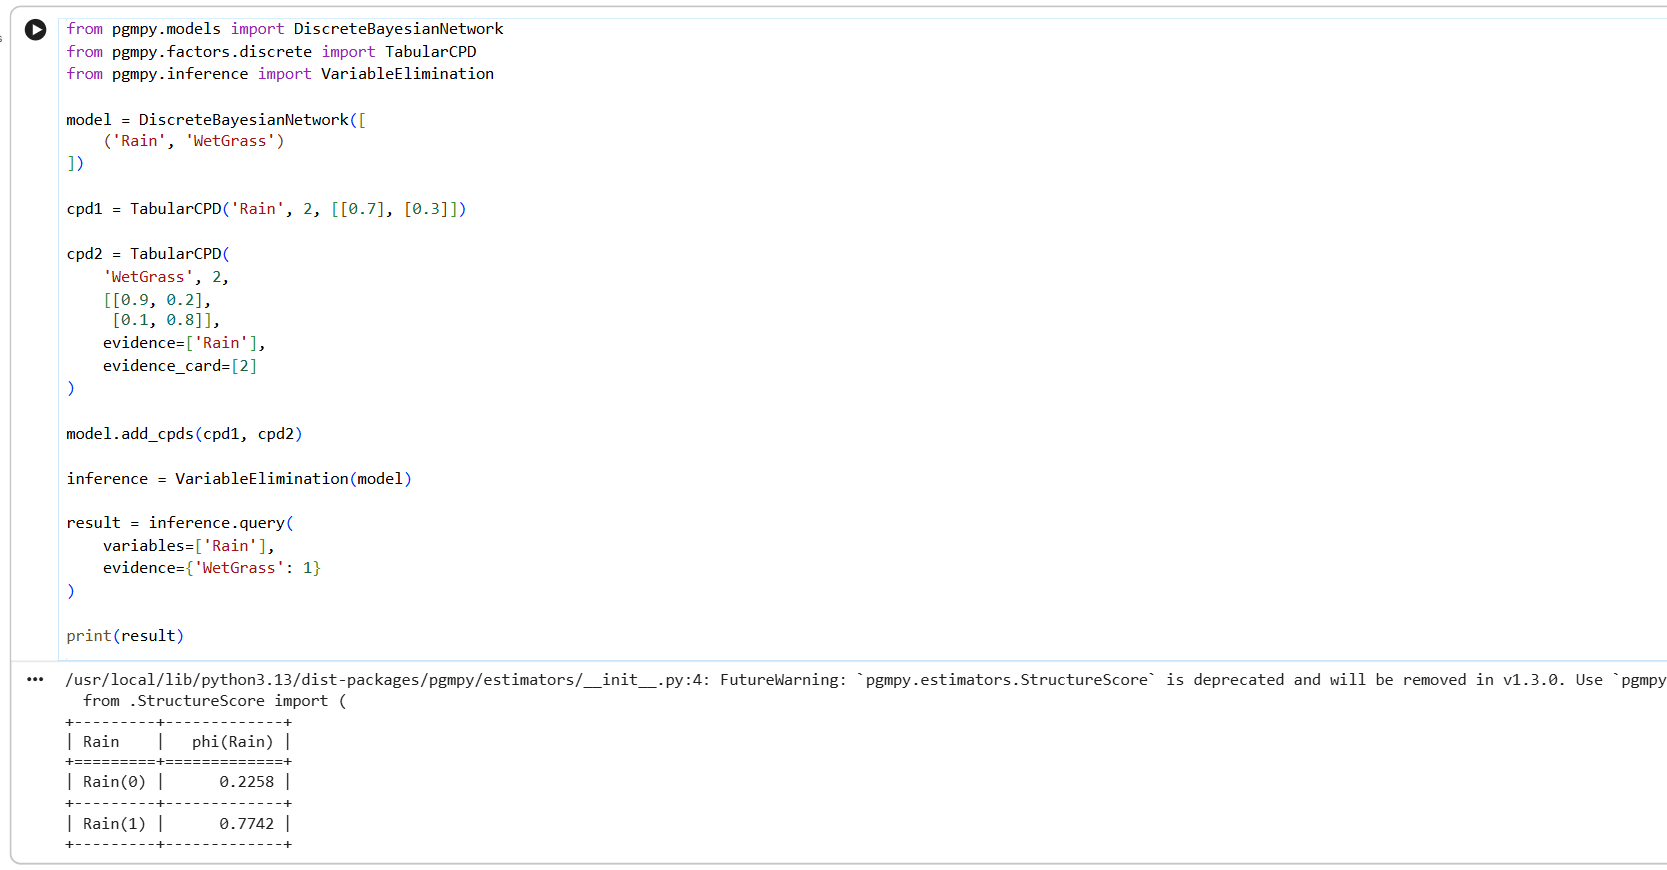 from pgmpy.models import DiscreteBayesianNetwork
from pgmpy.factors.discrete import TabularCPD
from pgmpy.inference import VariableElimination

model = DiscreteBayesianNetwork([
    ('Rain', 'WetGrass')
])

cpd1 = TabularCPD('Rain', 2, [[0.7], [0.3]])

cpd2 = TabularCPD(
    'WetGrass', 2,
    [[0.9, 0.2],
     [0.1, 0.8]],
    evidence=['Rain'],
    evidence_card=[2]
)

model.add_cpds(cpd1, cpd2)

inference = VariableElimination(model)

result = inference.query(
    variables=['Rain'],
    evidence={'WetGrass': 1}
)

print(result)
/usr/local/lib/python3.13/dist-packages/pgmpy/estimators/__init__.py:4: FutureWarning: `pgmpy.estimators.StructureScore` is deprecated and will be removed in v1.3.0. Use `pgmpy
  from .StructureScore import (
+---------+-------------+
| Rain    |   phi(Rain) |
+=========+=============+
| Rain(0) |      0.2258 |
+---------+-------------+
| Rain(1) |      0.7742 |
+---------+-------------+